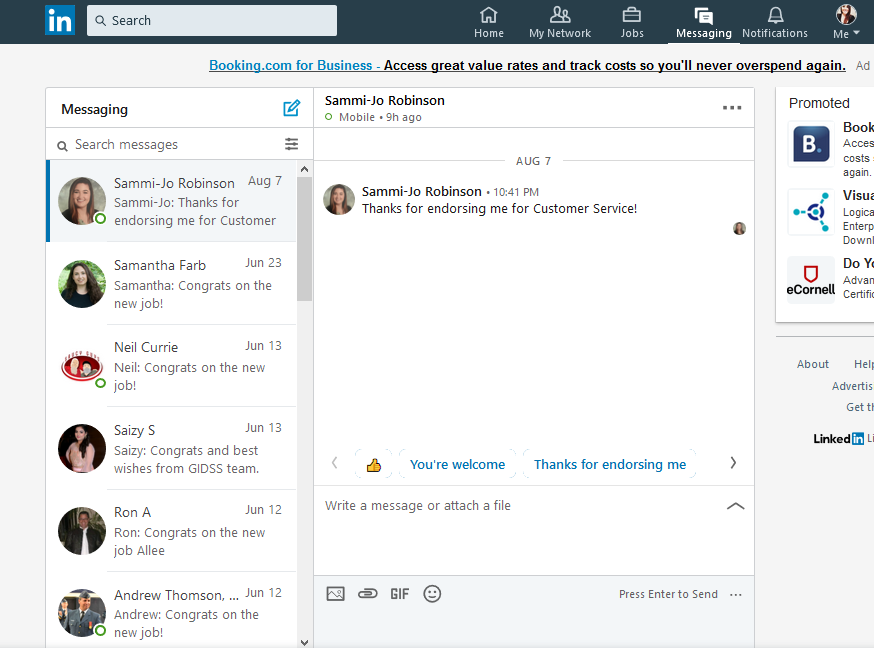 in
Search
Home
My Network
Jobs
Messaging
Notifications
Me
Booking.com for Business - Access great value rates and track costs so you'll never overspend again. Ad
Messaging
Search messages
Sammi-Jo Robinson Aug 7
Sammi-Jo: Thanks for
endorsing me for Customer
Samantha Farb Jun 23
Samantha: Congrats on the
new job!
Neil Currie Jun 13
Neil: Congrats on the new
job!
Saizy S Jun 13
Saizy: Congrats and best
wishes from GIDSS team.
Ron A Jun 12
Ron: Congrats on the new
job Allee
Andrew Thomson, ... Jun 12
Andrew: Congrats on the
new job!
Sammi-Jo Robinson
Mobile • 9h ago
AUG 7
Sammi-Jo Robinson • 10:41 PM
Thanks for endorsing me for Customer Service!
You're welcome
Thanks for endorsing me
Write a message or attach a file
GIF
Press Enter to Send
Promoted
B.
Book
Acces
costs
again.
Visua
Logica
Enterp
Downl
eCornell
Do Yo
Advan
Certific
About Help
Advertis
Get th
Linked in Li